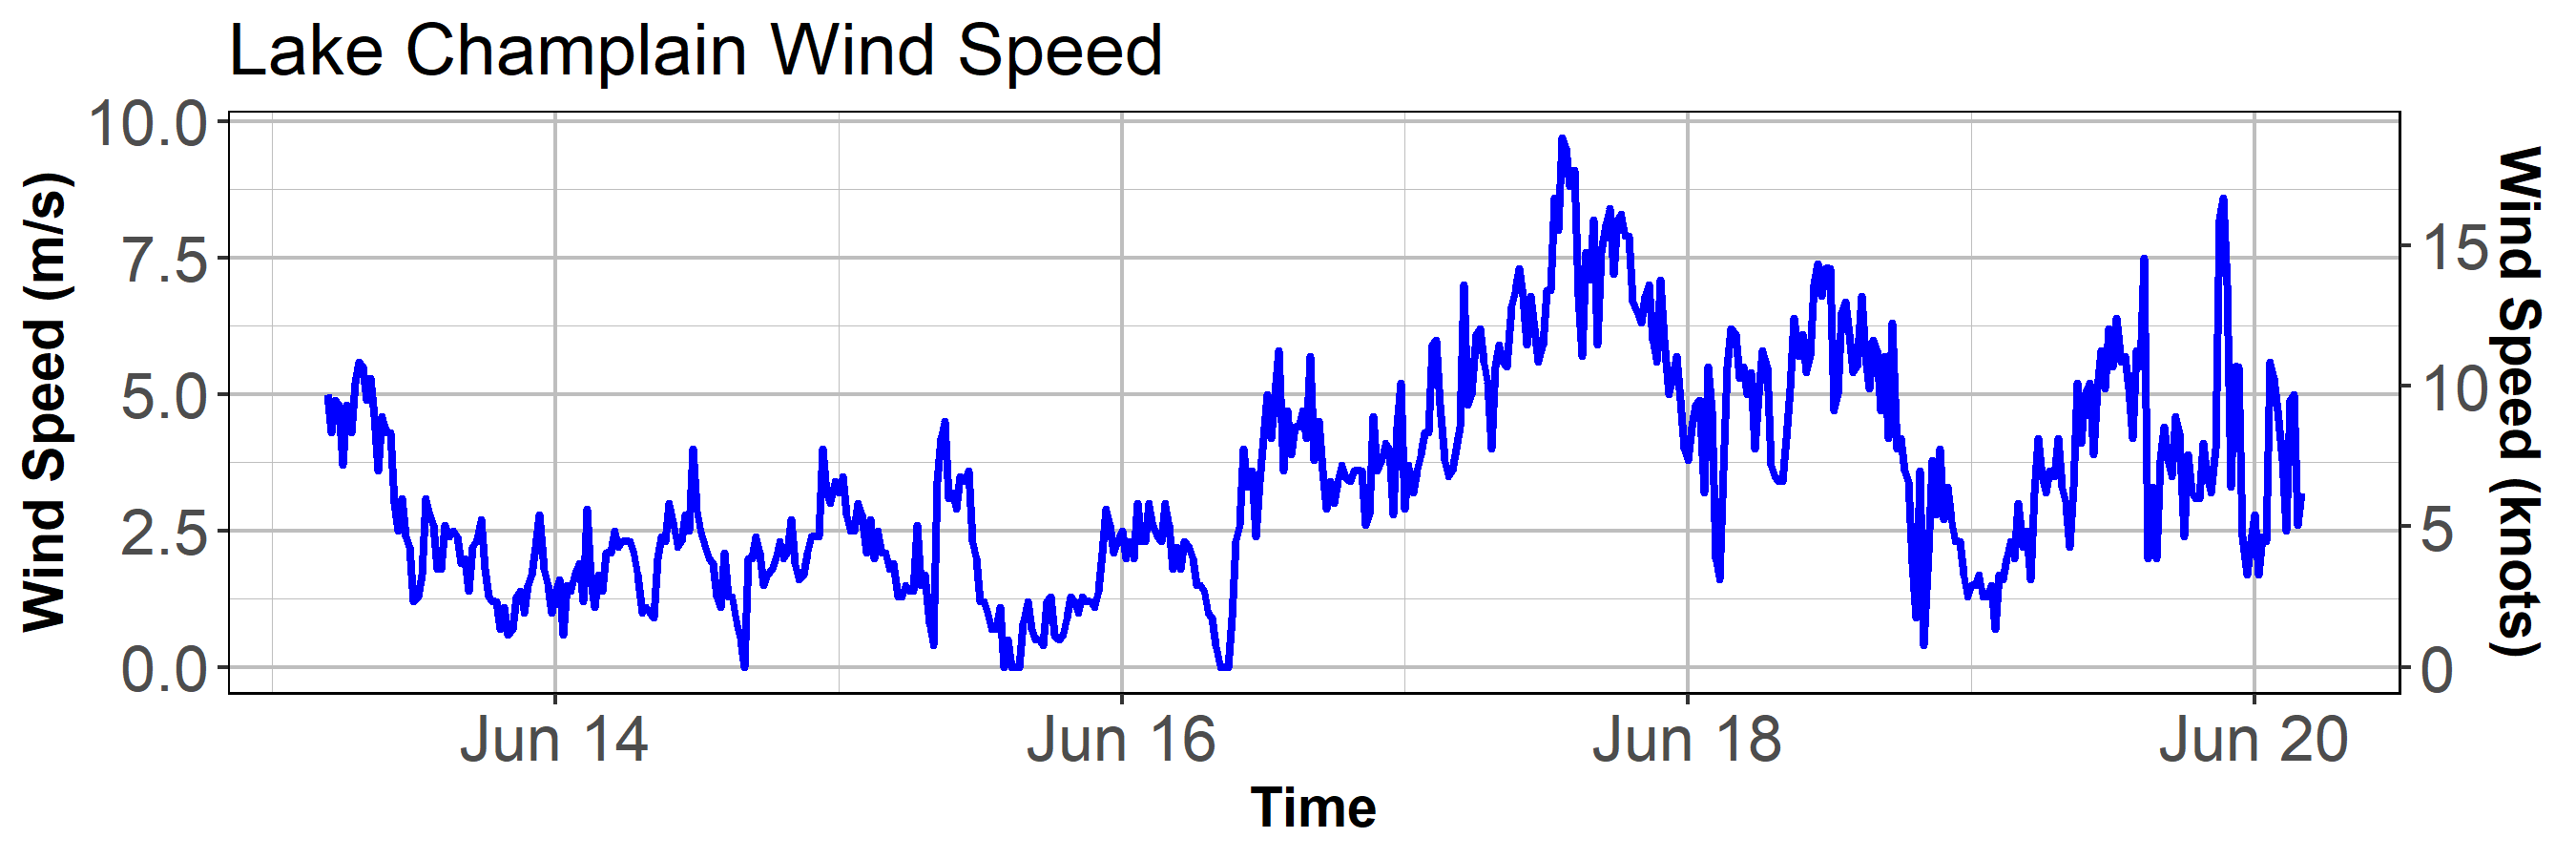 Lake Champlain Wind Speed
Wind Speed (m/s)
10.0
7.5
5.0
2.5
0.0
Wind Speed (knots)
15
10
5
0
Jun 14 Jun 16 Jun 18 Jun 20
Time